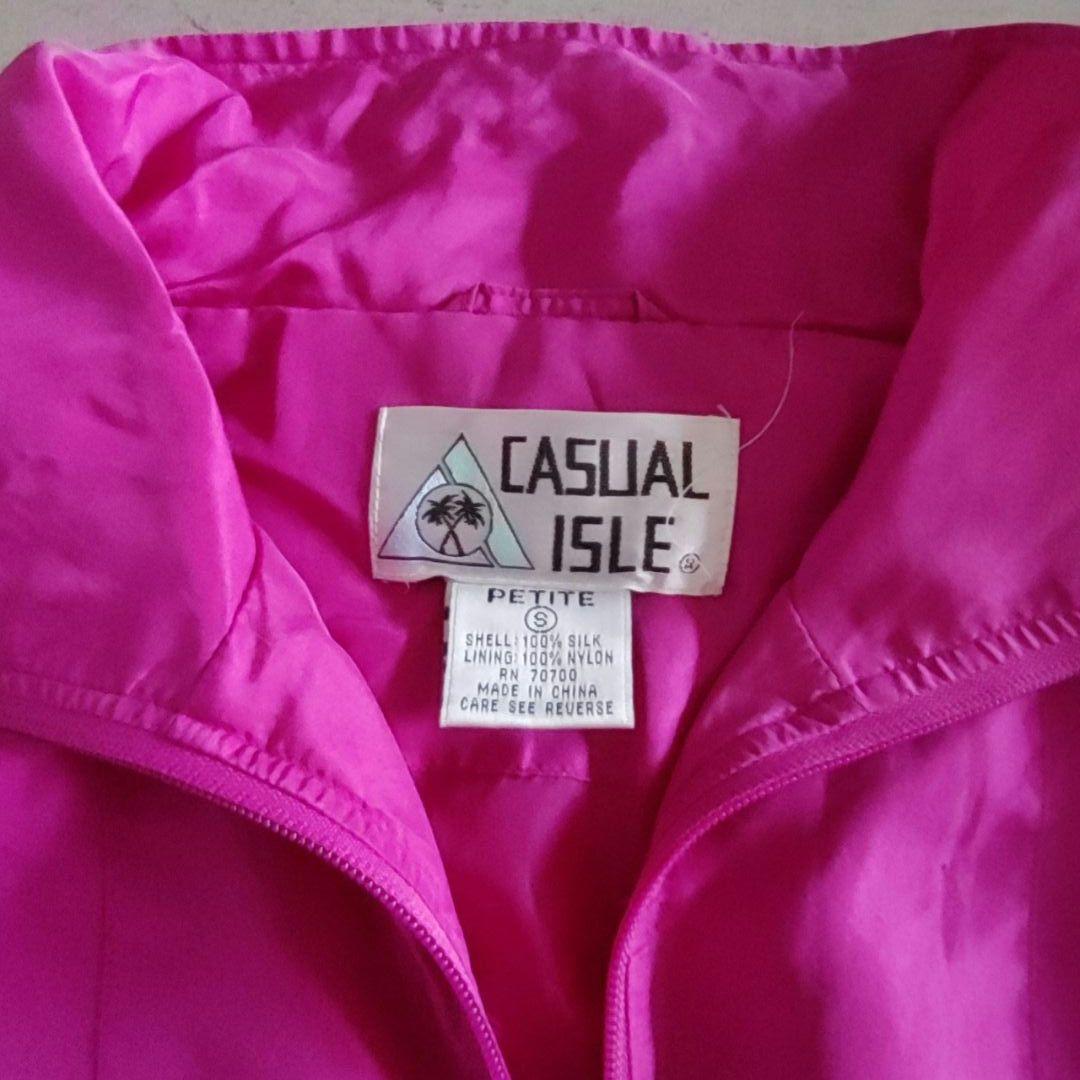 CASUAL
ISLE®
PETITE
S
SHELL: 100% SILK
LINING: 100% NYLON
RN 70700
MADE IN CHINA
CARE SEE REVERSE